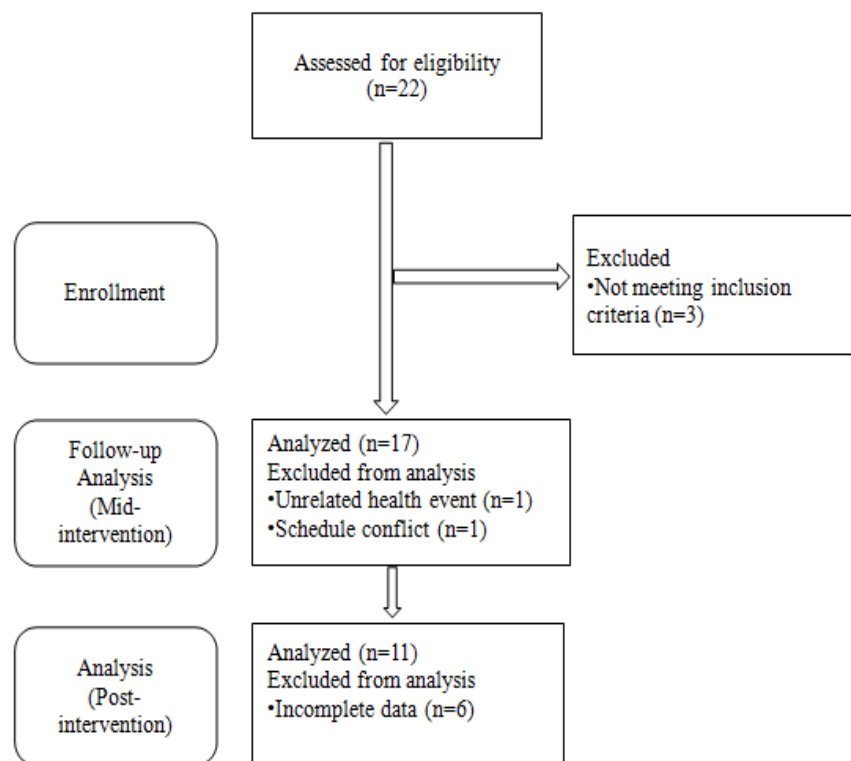 Assessed for eligibility
(n=22)
Enrollment
Excluded
•Not meeting inclusion
criteria (n=3)
Follow-up
Analysis
(Mid-
intervention)
Analyzed (n=17)
Excluded from analysis
•Unrelated health event (n=1)
•Schedule conflict (n=1)
Analysis
(Post-
intervention)
Analyzed (n=11)
Excluded from analysis
•Incomplete data (n=6)